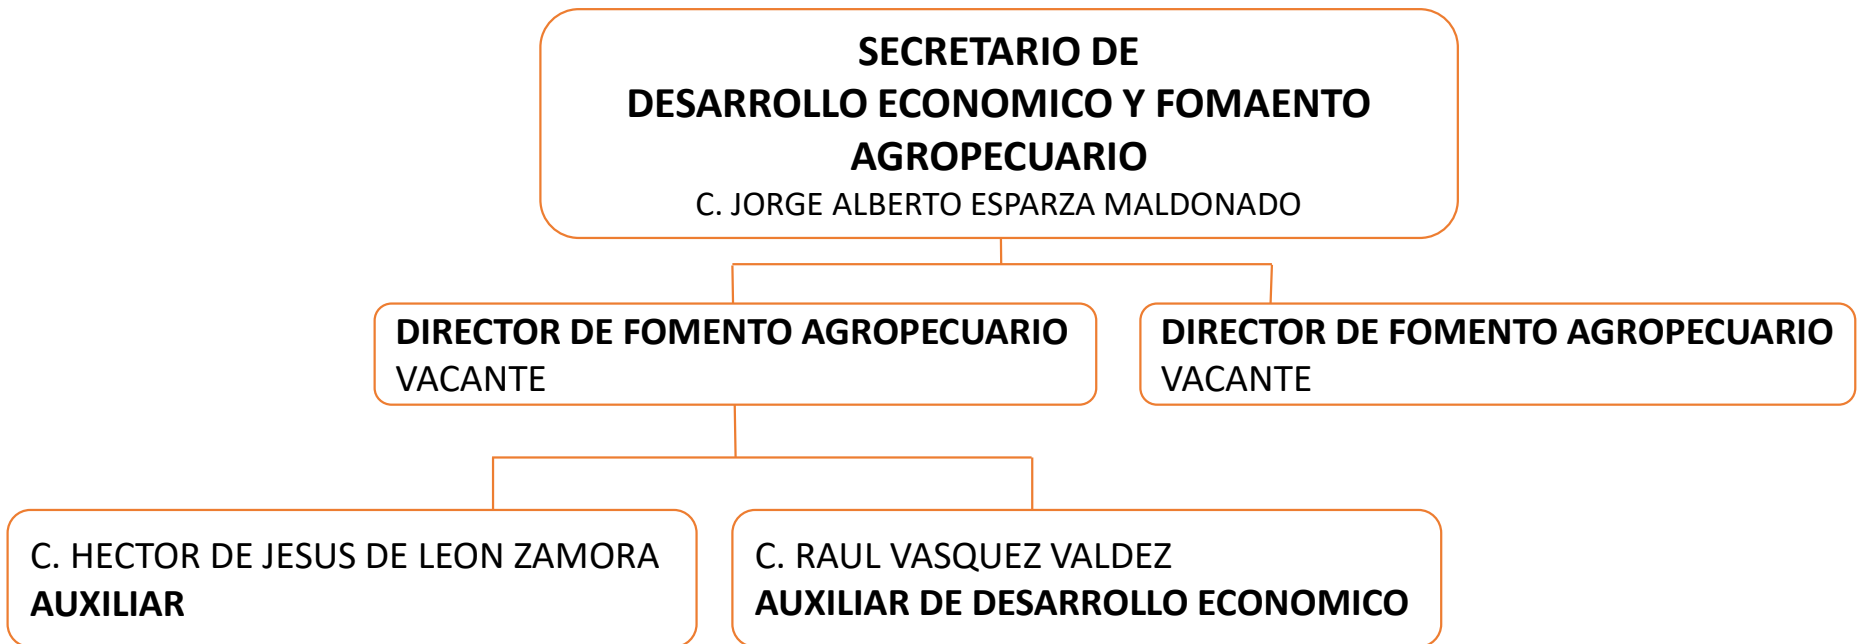 SECRETARIO DE
DESARROLLO ECONOMICO Y FOMAENTO
AGROPECUARIO
C. JORGE ALBERTO ESPARZA MALDONADO
DIRECTOR DE FOMENTO AGROPECUARIO
VACANTE
DIRECTOR DE FOMENTO AGROPECUARIO
VACANTE
C. HECTOR DE JESUS DE LEON ZAMORA
AUXILIAR
C. RAUL VASQUEZ VALDEZ
AUXILIAR DE DESARROLLO ECONOMICO